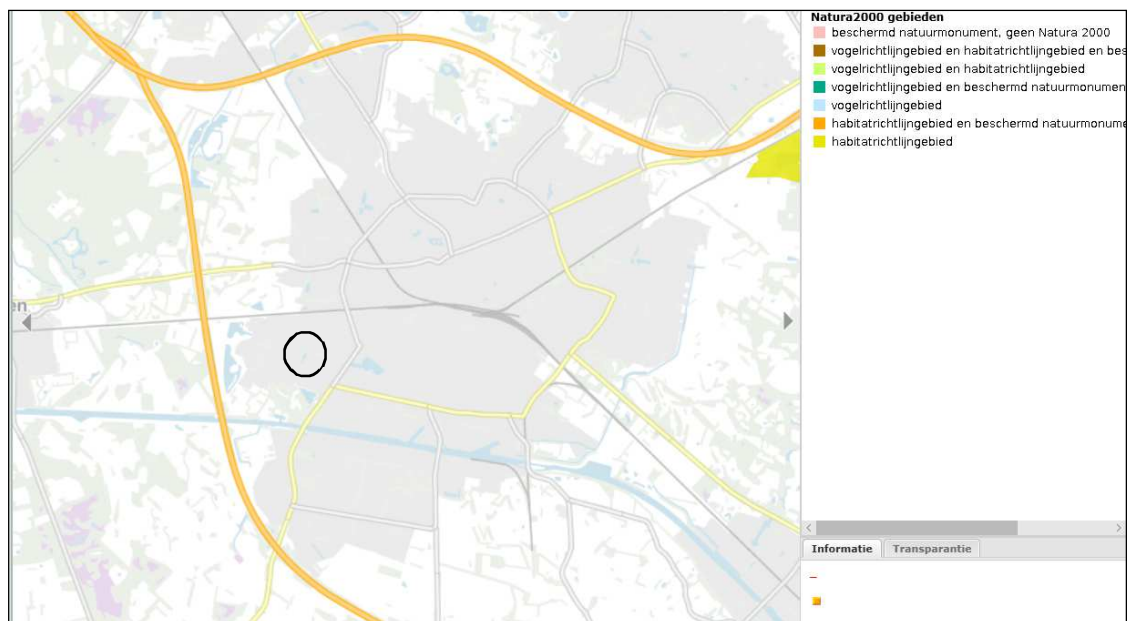 Natura2000 gebieden
beschermd natuurmonument, geen Natura 2000
vogelrichtlijngebied en habitatrichtlijngebied en bes
vogelrichtlijngebied en habitatrichtlijngebied
vogelrichtlijngebied en beschermd natuurmonumen
vogelrichtlijngebied
habitatrichtlijngebied en beschermd natuurmonume
habitatrichtlijngebied
en
Informatie
Transparantie